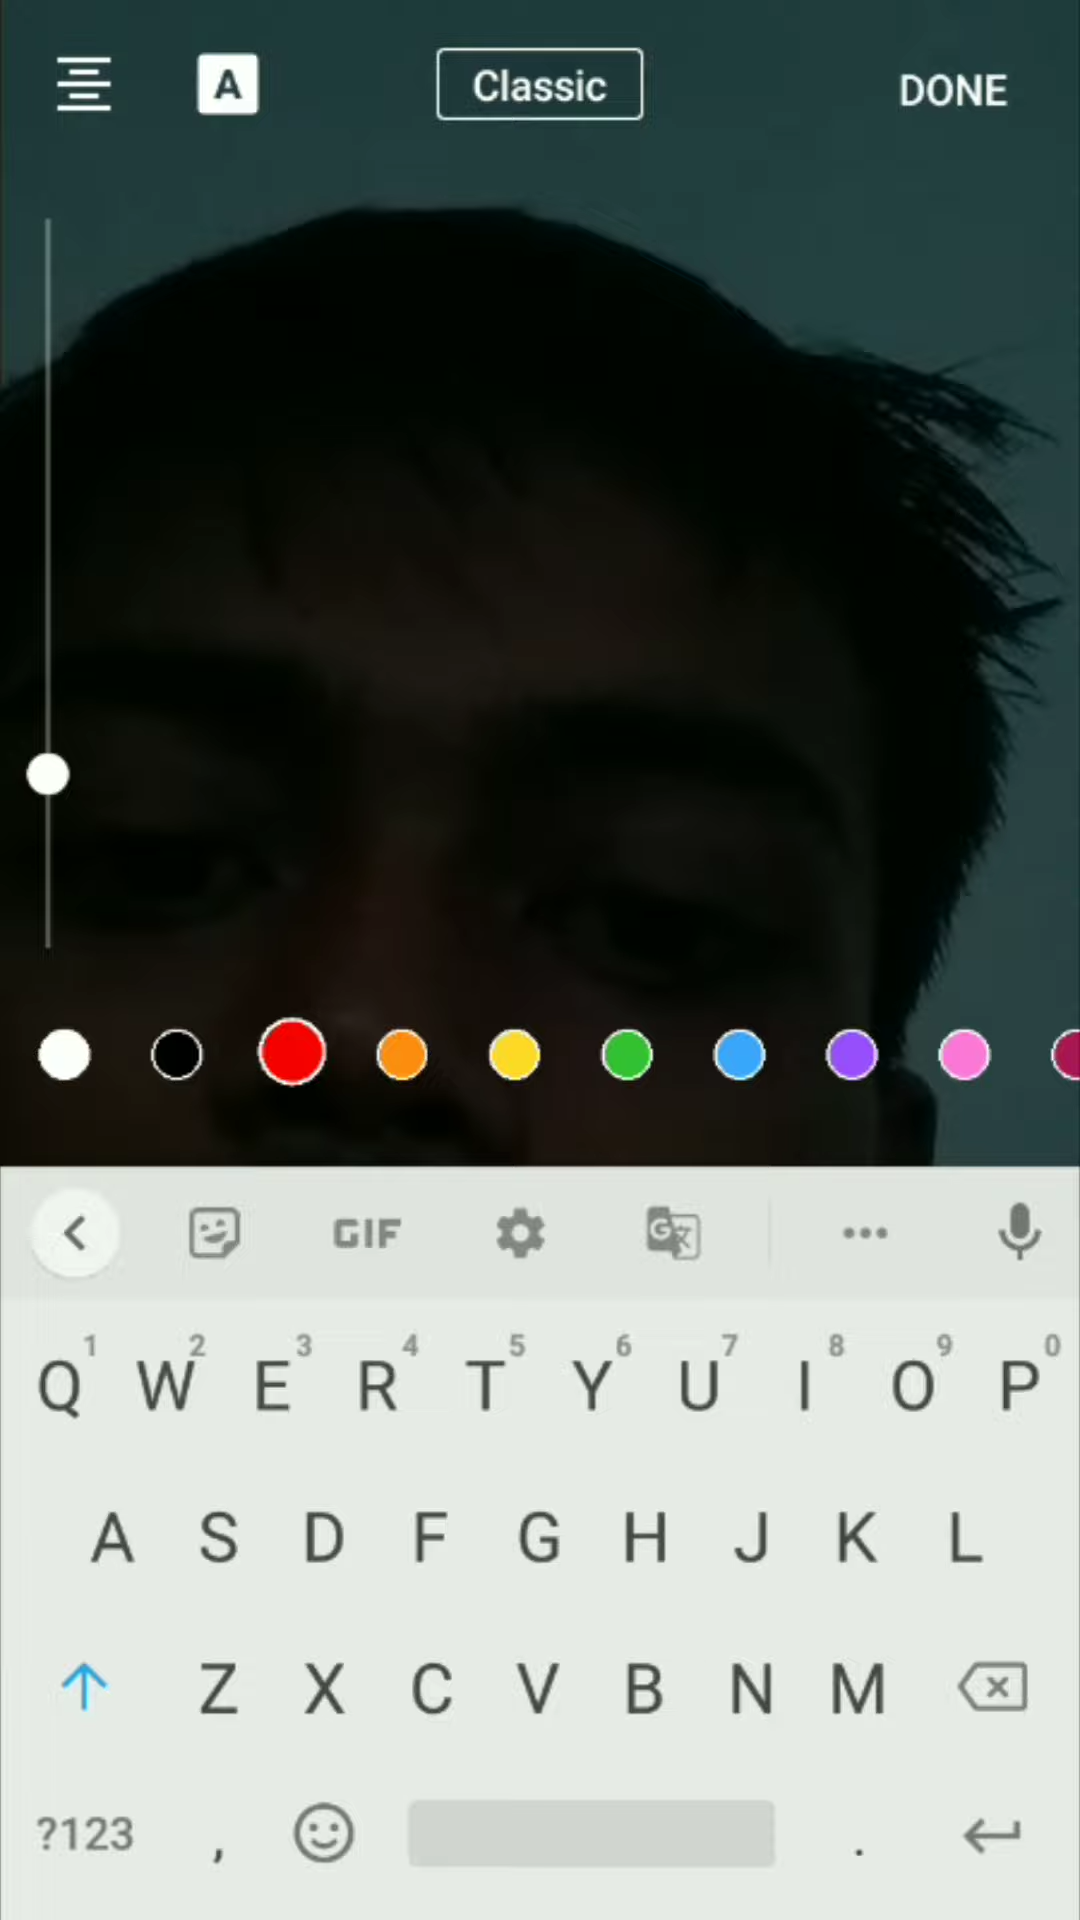 A Classic DONE
GIF G
1 2 3 4 5 6 7 8 9 0
Q W E R T Y U I O P
A S D F G H J K L
Z X C V B N M
?123 , .